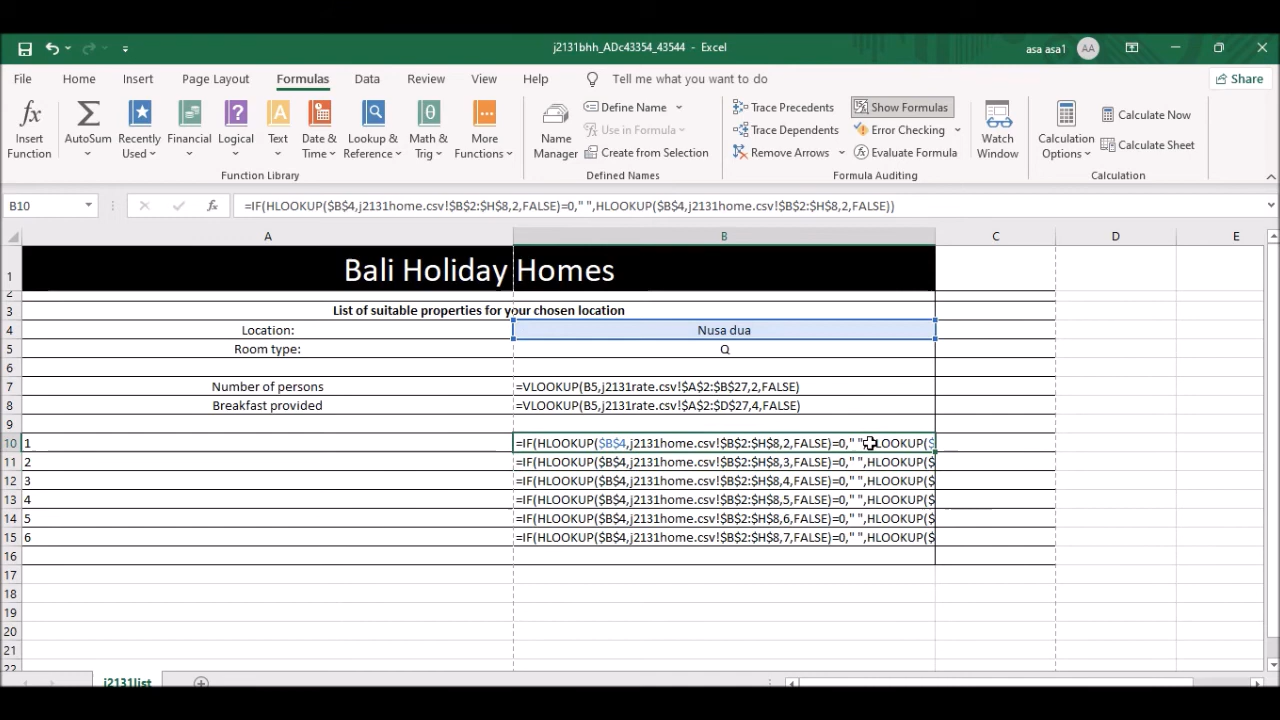 j2131bhh_ADc43354_43544 - Excel
asa asa1 AA
File Home Insert Page Layout Formulas Data Review View Help Tell me what you want to do Share
fx Insert Function
Σ AutoSum
Recently Used
Financial
Logical
Text
Date & Time
Lookup & Reference
Math & Trig
More Functions
Function Library
Name Manager
Define Name
Use in Formula
Create from Selection
Defined Names
Trace Precedents
Trace Dependents
Remove Arrows
Show Formulas
Error Checking
Evaluate Formula
Formula Auditing
Watch Window
Calculation Options
Calculate Now
Calculate Sheet
Calculation
B10 fx =IF(HLOOKUP($B$4,j2131home.csv!$B$2:$H$8,2,FALSE)=0," ",HLOOKUP($B$4,j2131home.csv!$B$2:$H$8,2,FALSE))
A B C D E
1 Bali Holiday Homes
2
3 List of suitable properties for your chosen location
4 Location: Nusa dua
5 Room type: Q
6
7 Number of persons =VLOOKUP(B5,j2131rate.csv!$A$2:$B$27,2,FALSE)
8 Breakfast provided =VLOOKUP(B5,j2131rate.csv!$A$2:$D$27,4,FALSE)
9
10 1 =IF(HLOOKUP($B$4,j2131home.csv!$B$2:$H$8,2,FALSE)=0," ",HLOOKUP($
11 2 =IF(HLOOKUP($B$4,j2131home.csv!$B$2:$H$8,3,FALSE)=0," ",HLOOKUP($
12 3 =IF(HLOOKUP($B$4,j2131home.csv!$B$2:$H$8,4,FALSE)=0," ",HLOOKUP($
13 4 =IF(HLOOKUP($B$4,j2131home.csv!$B$2:$H$8,5,FALSE)=0," ",HLOOKUP($
14 5 =IF(HLOOKUP($B$4,j2131home.csv!$B$2:$H$8,6,FALSE)=0," ",HLOOKUP($
15 6 =IF(HLOOKUP($B$4,j2131home.csv!$B$2:$H$8,7,FALSE)=0," ",HLOOKUP($
16
17
18
19
20
21
22
j2131list